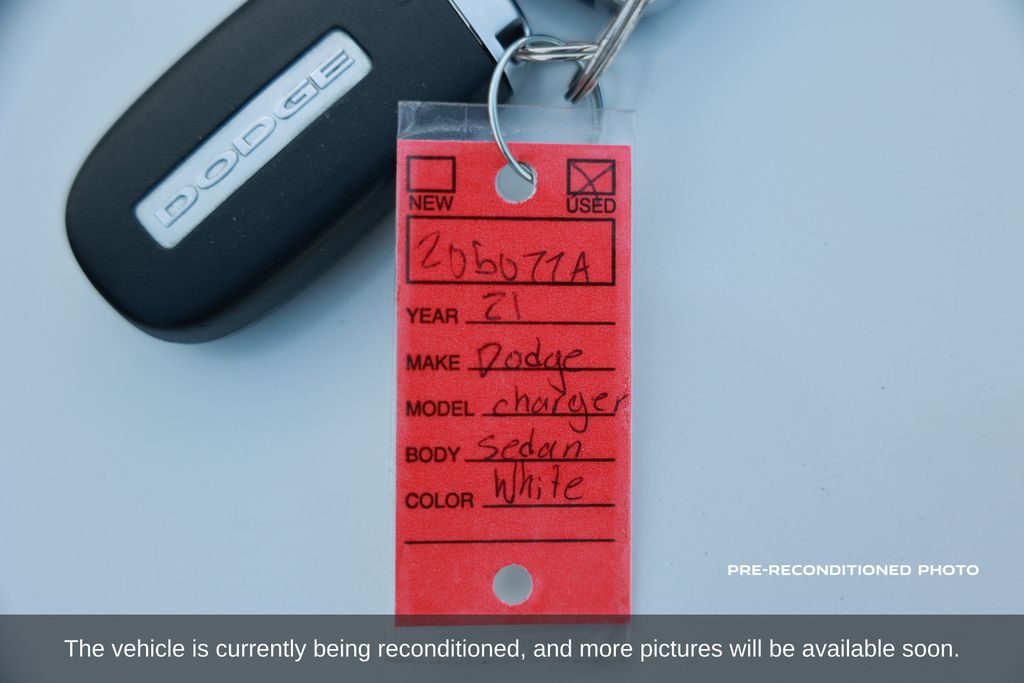 DODGE
NEW USED
205077A
YEAR 21
MAKE Dodge
MODEL charger
BODY Sedan
COLOR White
PRE-RECONDITIONED PHOTO
The vehicle is currently being reconditioned, and more pictures will be available soon.